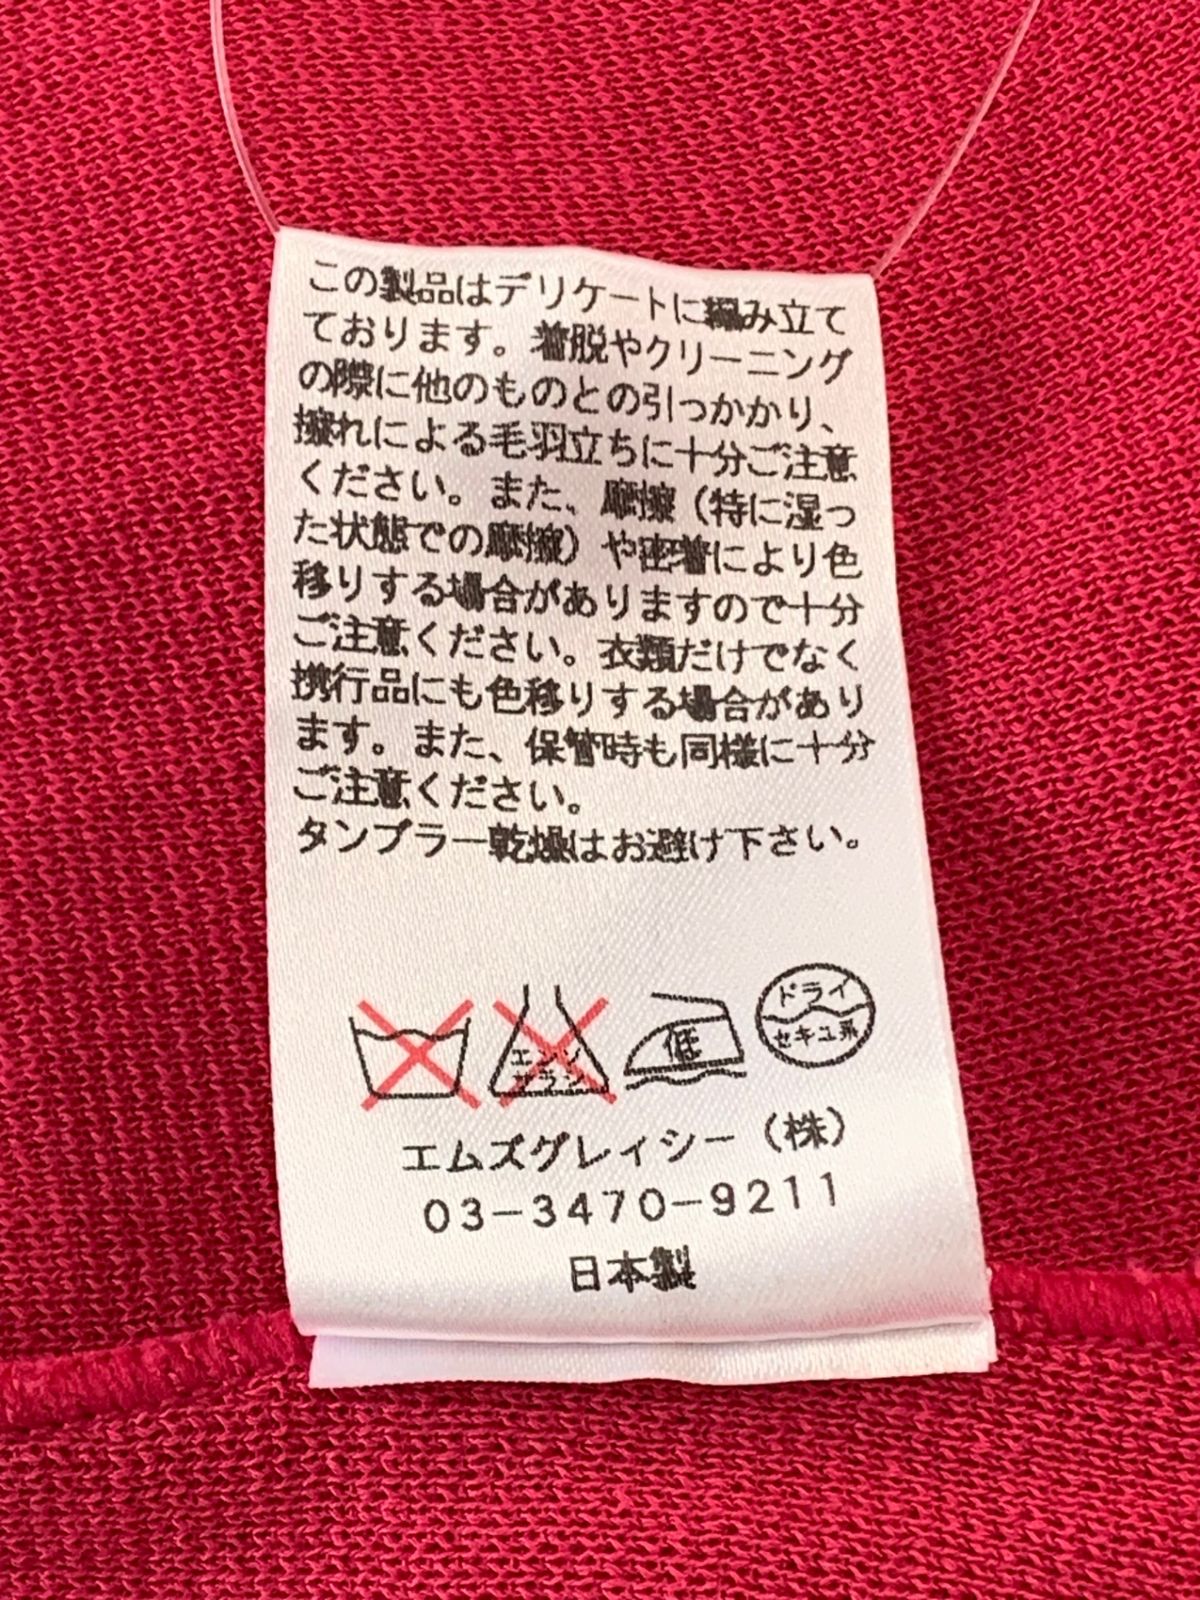 この製品はデリケートに編み立て
ております。着脱やクリーニング
の際に他のものとの引っかかり、
擦れによる毛羽立ちに十分ご注意
ください。また、摩擦（特に湿っ
た状態での摩擦）や密着により色
移りする場合がありますので十分
ご注意ください。衣類だけでなく
携行品にも色移りする場合があり
ます。また、保管時も同様に十分
ご注意ください。
タンブラー乾燥はお避け下さい。
エンソ
サラシ
低
ドライ
セキユ系
エムズグレィシー（株）
03-3470-9211
日本製